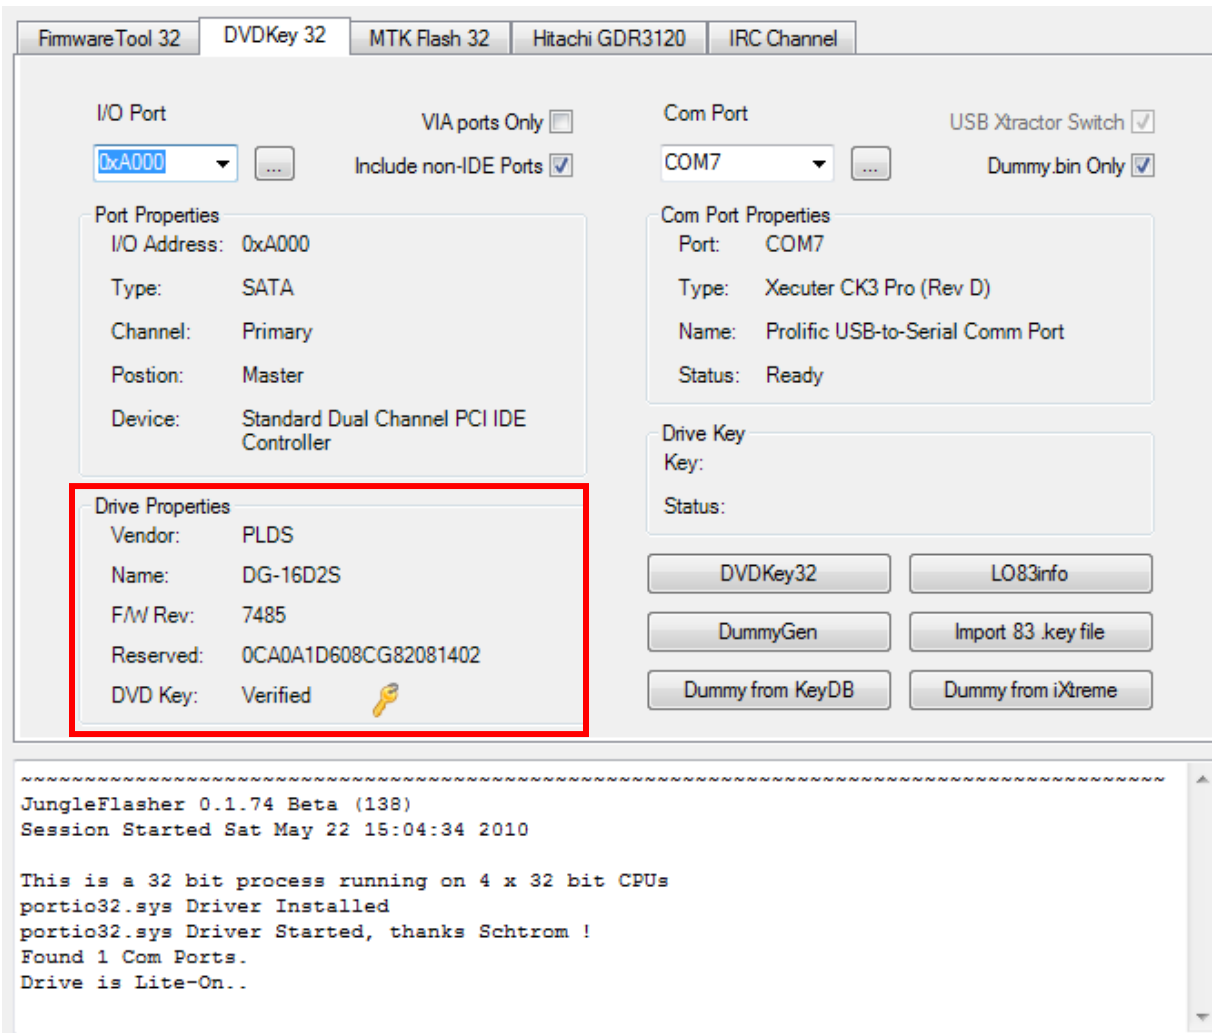 FirmwareTool 32
DVDKey 32
MTK Flash 32
Hitachi GDR3120
IRC Channel
I/O Port
VIA ports Only
0xA000
...
Include non-IDE Ports
Port Properties
I/O Address: 0xA000
Type: SATA
Channel: Primary
Postion: Master
Device: Standard Dual Channel PCI IDE
Controller
Drive Properties
Vendor: PLDS
Name: DG-16D2S
F/W Rev: 7485
Reserved: 0CA0A1D608CG82081402
DVD Key: Verified
Com Port
USB Xtractor Switch
COM7
...
Dummy.bin Only
Com Port Properties
Port: COM7
Type: Xecuter CK3 Pro (Rev D)
Name: Prolific USB-to-Serial Comm Port
Status: Ready
Drive Key
Key:
Status:
DVDKey32
LO83info
DummyGen
Import 83 .key file
Dummy from KeyDB
Dummy from iXtreme
~~~~~~~~~~~~~~~~~~~~~~~~~~~~~~~~~~~~~~~~~~~~~~~~~~~~~~~~~~~~~~~~~~~~~~~~~~~~~~~~~~~~~~~~~~
JungleFlasher 0.1.74 Beta (138)
Session Started Sat May 22 15:04:34 2010
This is a 32 bit process running on 4 x 32 bit CPUs
portio32.sys Driver Installed
portio32.sys Driver Started, thanks Schtrom !
Found 1 Com Ports.
Drive is Lite-On..